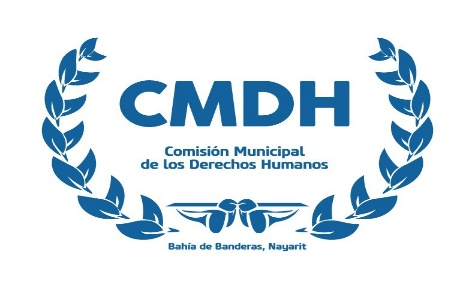 CMDH
Comisión Municipal
de los Derechos Humanos
Bahía de Banderas, Nayarit